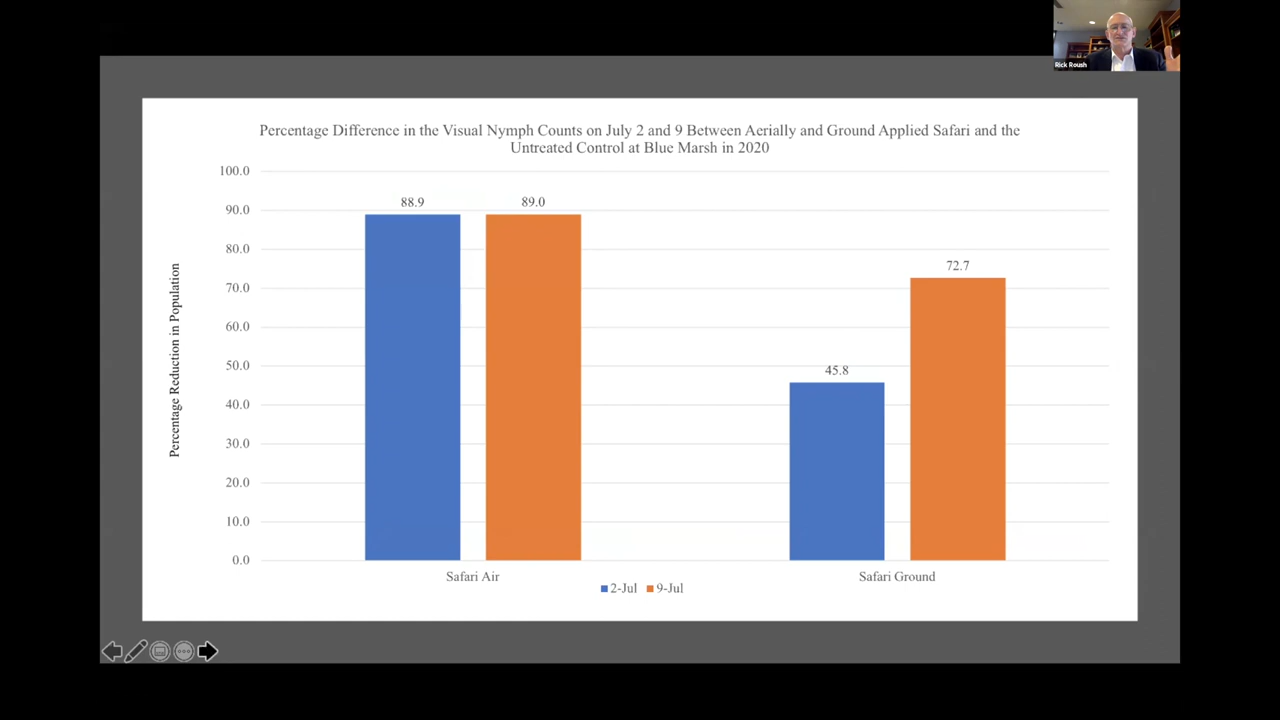 Rick Roush
Percentage Difference in the Visual Nymph Counts on July 2 and 9 Between Aerially and Ground Applied Safari and the
Untreated Control at Blue Marsh in 2020
Percentage Reduction in Population
100.0
90.0
80.0
70.0
60.0
50.0
40.0
30.0
20.0
10.0
0.0
88.9
89.0
45.8
72.7
Safari Air
Safari Ground
2-Jul
9-Jul